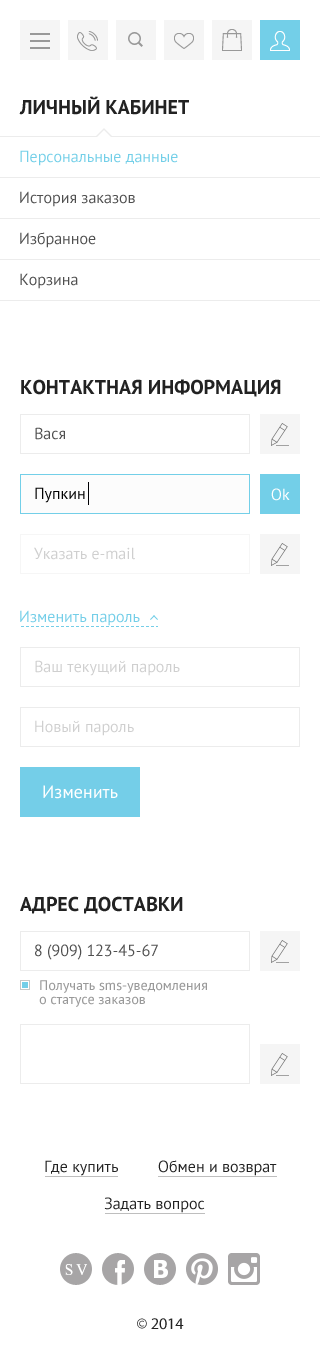 ЛИЧНЫЙ КАБИНЕТ
Персональные данные
История заказов
Избранное
Корзина
КОНТАКТНАЯ ИНФОРМАЦИЯ
Вася
Пупкин
Ok
Указать e-mail
Изменить пароль
Ваш текущий пароль
Новый пароль
Изменить
АДРЕС ДОСТАВКИ
8 (909) 123-45-67
Получать sms-уведомления
о статусе заказов
Где купить Обмен и возврат
Задать вопрос
SV
© 2014